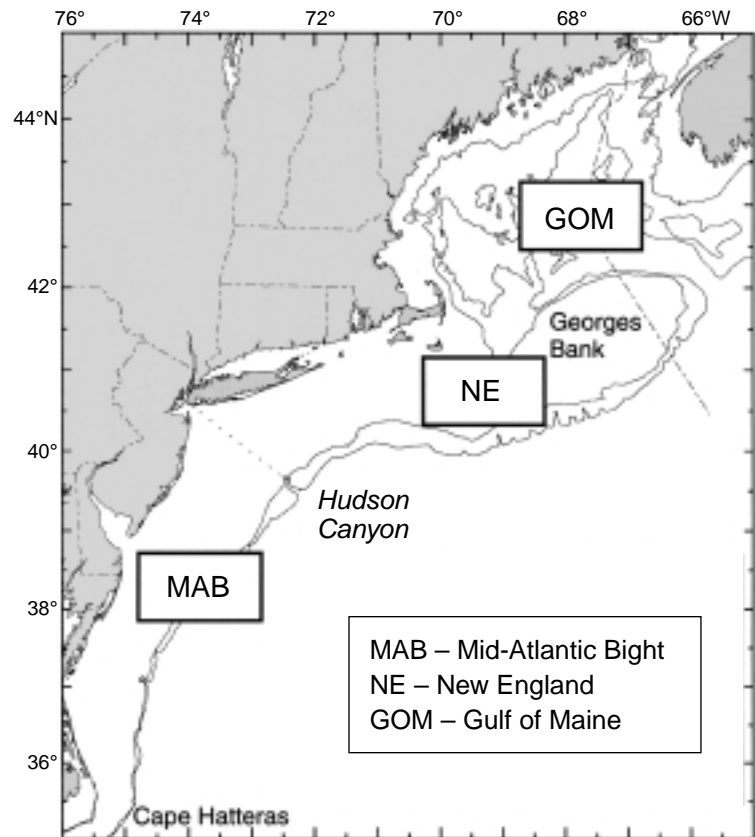 76° 74° 72° 70° 68° 66°W
44°N
GOM
42°
Georges
Bank
NE
40°
Hudson
Canyon
MAB
38°
MAB – Mid-Atlantic Bight
NE – New England
GOM – Gulf of Maine
36°
Cape Hatteras